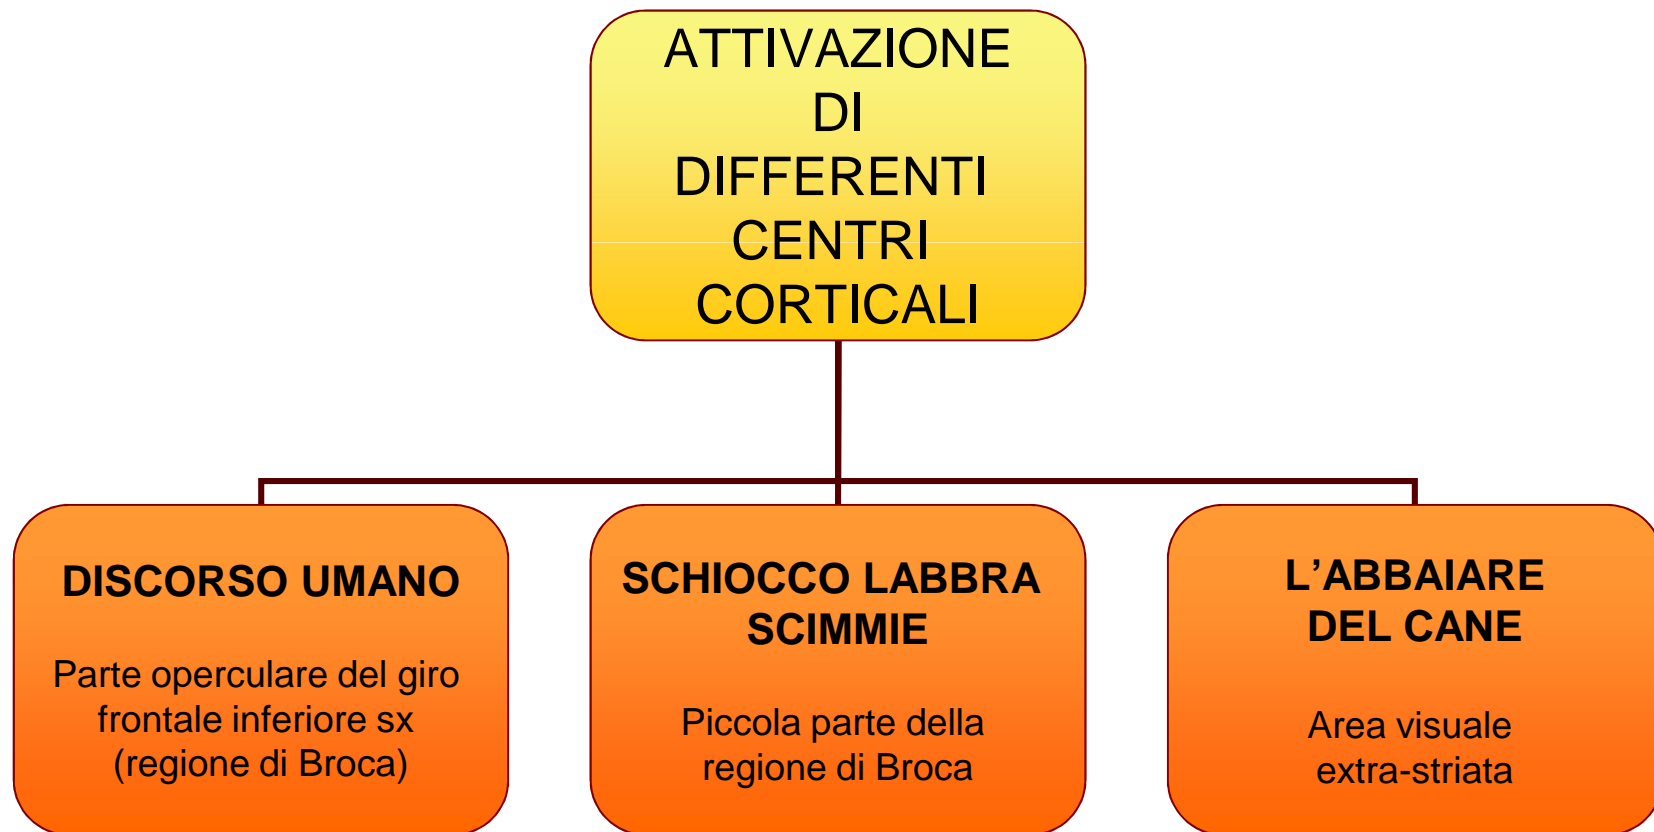 ATTIVAZIONE
DI
DIFFERENTI
CENTRI
CORTICALI
DISCORSO UMANO
Parte operculare del giro
frontale inferiore sx
(regione di Broca)
SCHIOCCO LABBRA
SCIMMIE
Piccola parte della
regione di Broca
L’ABBAIARE
DEL CANE
Area visuale
extra-striata